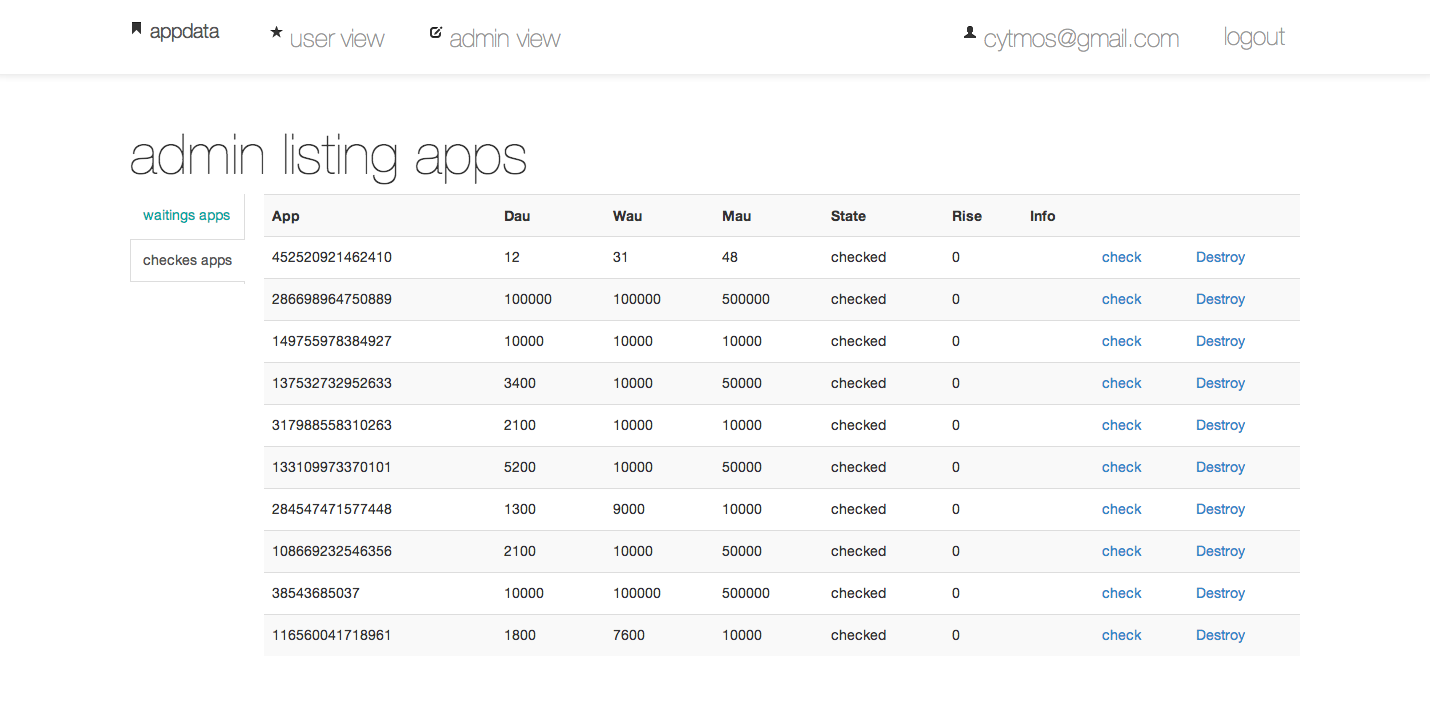 appdata user view admin view cytmos@gmail.com logout
admin listing apps
waitings apps
checkes apps
App Dau Wau Mau State Rise Info
452520921462410 12 31 48 checked 0 check Destroy
286698964750889 100000 100000 500000 checked 0 check Destroy
149755978384927 10000 10000 10000 checked 0 check Destroy
137532732952633 3400 10000 50000 checked 0 check Destroy
317988558310263 2100 10000 10000 checked 0 check Destroy
133109973370101 5200 10000 50000 checked 0 check Destroy
284547471577448 1300 9000 10000 checked 0 check Destroy
108669232546356 2100 10000 50000 checked 0 check Destroy
38543685037 10000 100000 500000 checked 0 check Destroy
116560041718961 1800 7600 10000 checked 0 check Destroy